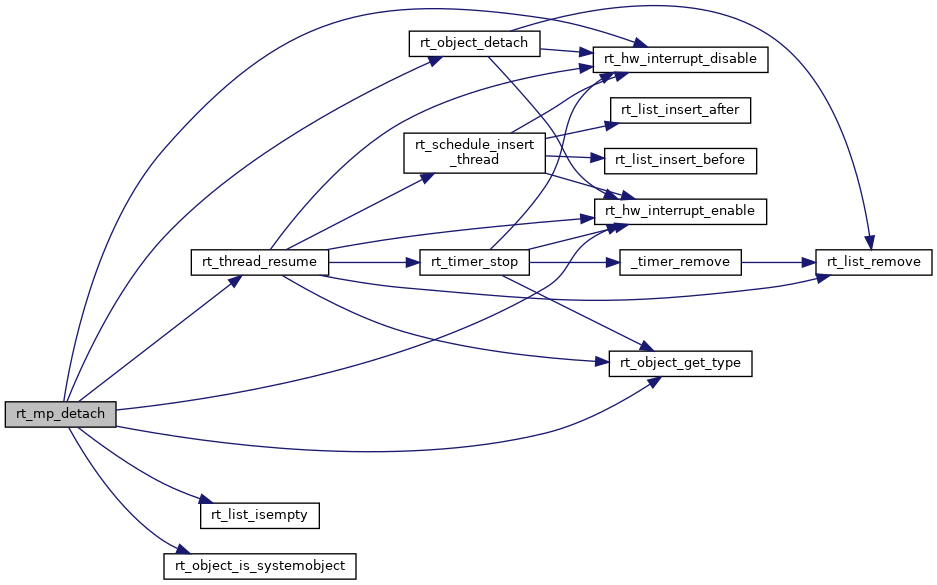 rt_object_detach
rt_hw_interrupt_disable
rt_list_insert_after
rt_schedule_insert
_thread
rt_list_insert_before
rt_hw_interrupt_enable
rt_thread_resume
rt_timer_stop
_timer_remove
rt_list_remove
rt_object_get_type
rt_mp_detach
rt_list_isempty
rt_object_is_systemobject